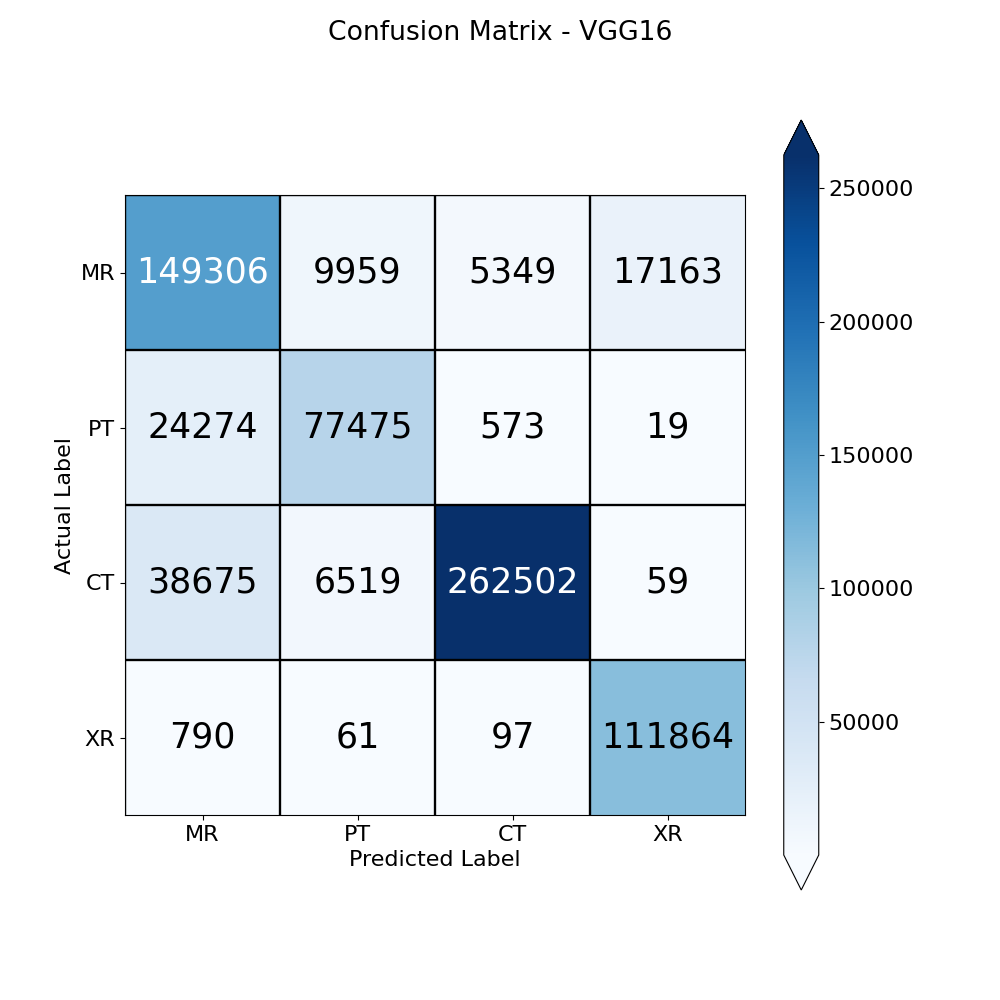 Confusion Matrix - VGG16
250000
200000
150000
100000
50000
Actual Label
MR 149306 9959 5349 17163
PT 24274 77475 573 19
CT 38675 6519 262502 59
XR 790 61 97 111864
MR PT CT XR
Predicted Label